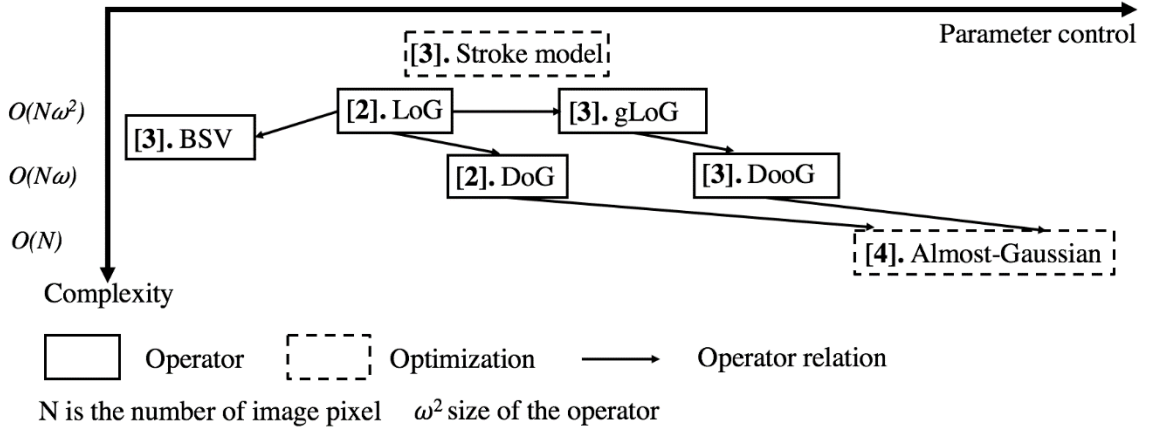 Parameter control
[3]. Stroke model
O(Nω²)
[2]. LoG
[3]. gLoG
[3]. BSV
O(Nω)
[2]. DoG
[3]. DooG
O(N)
[4]. Almost-Gaussian
Complexity
Operator
Optimization
Operator relation
N is the number of image pixel ω² size of the operator